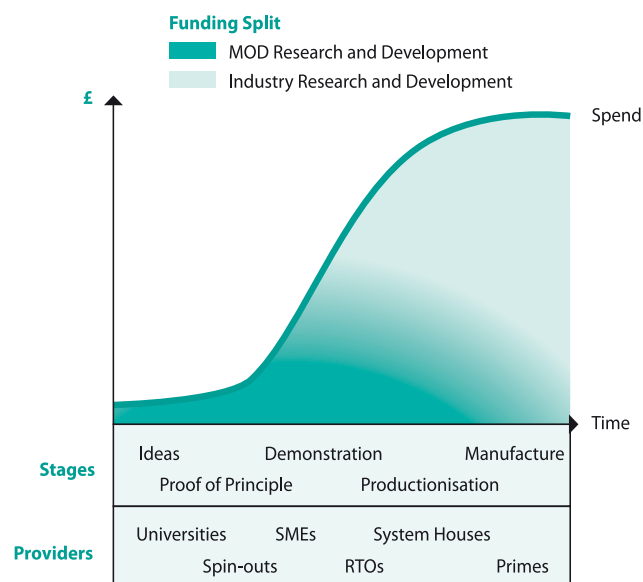 Funding Split
MOD Research and Development
Industry Research and Development
£
Spend
Time
Stages
Ideas Demonstration Manufacture
Proof of Principle Productionisation
Providers
Universities SMEs System Houses
Spin-outs RTOs Primes